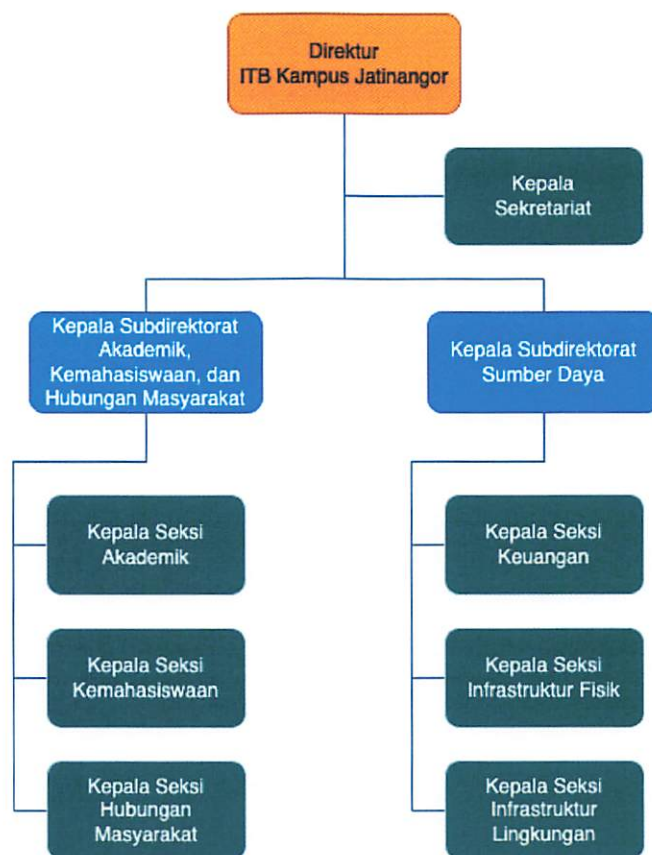 Direktur
ITB Kampus Jatinangor
Kepala
Sekretariat
Kepala Subdirektorat
Akademik,
Kemahasiswaan, dan
Hubungan Masyarakat
Kepala Subdirektorat
Sumber Daya
Kepala Seksi
Akademik
Kepala Seksi
Keuangan
Kepala Seksi
Kemahasiswaan
Kepala Seksi
Infrastruktur Fisik
Kepala Seksi
Hubungan
Masyarakat
Kepala Seksi
Infrastruktur
Lingkungan